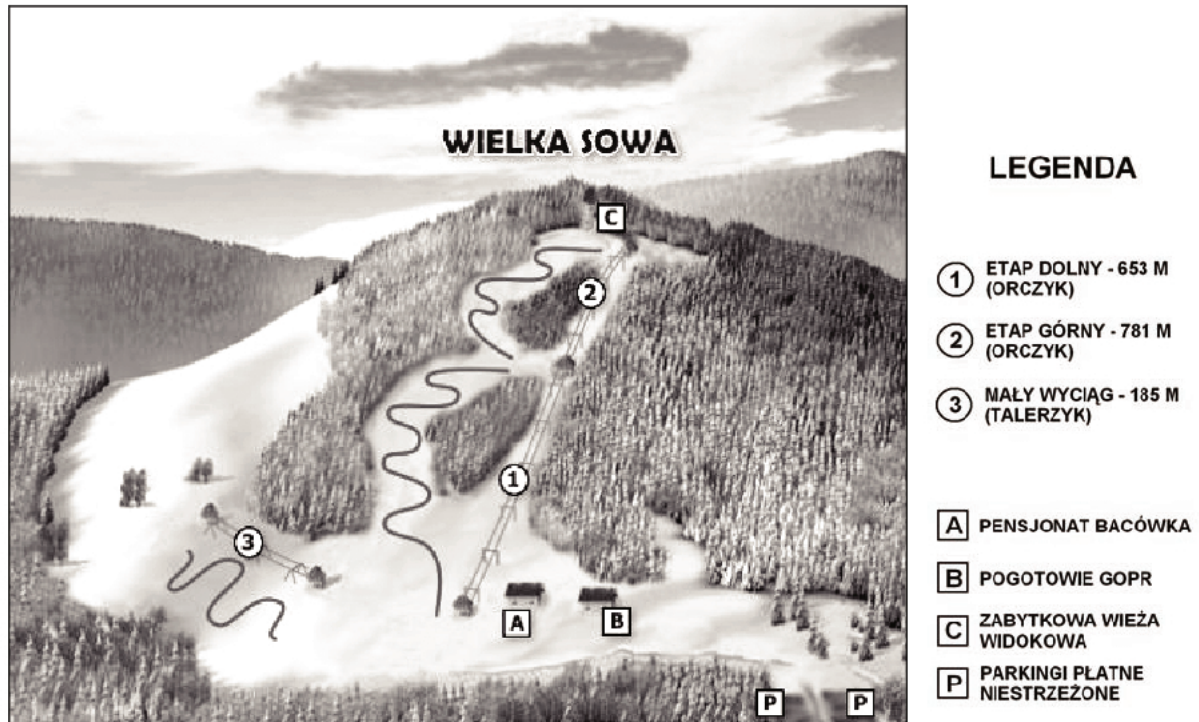 WIELKA SOWA
C
2
1
3
A
B
P P
LEGENDA
1 ETAP DOLNY - 653 M
(ORCZYK)
2 ETAP GÓRNY - 781 M
(ORCZYK)
3 MAŁY WYCIĄG - 185 M
(TALERZYK)
A PENSJONAT BACÓWKA
B POGOTOWIE GOPR
C ZABYTKOWA WIEŻA
WIDOKOWA
P PARKINGI PŁATNE
NIESTRZEŻONE